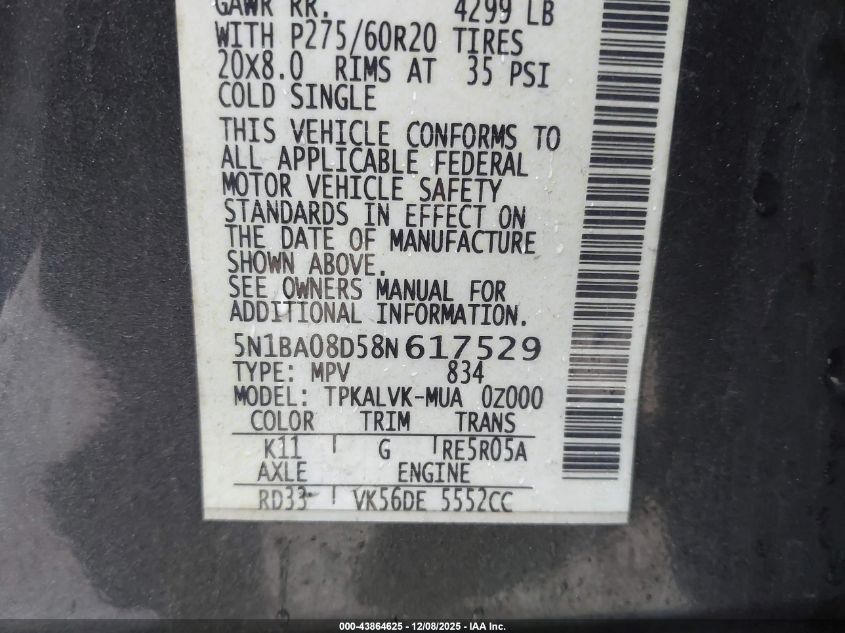 GAWR RR. 4299 LB
WITH P275/60R20 TIRES
20X8.0 RIMS AT 35 PSI
COLD SINGLE
THIS VEHICLE CONFORMS TO
ALL APPLICABLE FEDERAL
MOTOR VEHICLE SAFETY
STANDARDS IN EFFECT ON
THE DATE OF MANUFACTURE
SHOWN ABOVE.
SEE OWNERS MANUAL FOR
ADDITIONAL INFORMATION.
5N1BA08D58N617529
TYPE: MPV 834
MODEL: TPKALVK-MUA 0Z000
COLOR TRIM TRANS
K11 G RE5R05A
AXLE ENGINE
RD33 VK56DE 5552CC
000-43864625 - 12/08/2025 - IAA Inc.